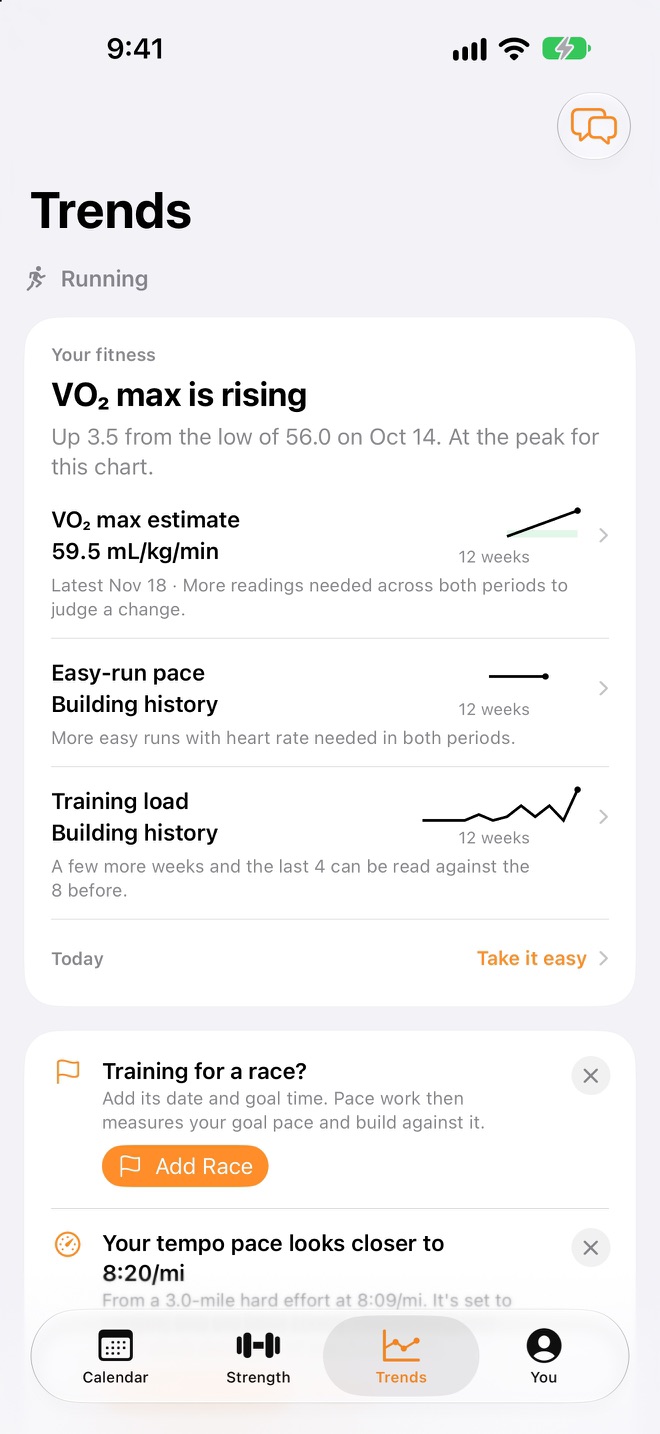 9:41
Trends
Running
Your fitness
VO₂ max is rising
Up 3.5 from the low of 56.0 on Oct 14. At the peak for
this chart.
VO₂ max estimate
59.5 mL/kg/min
12 weeks
Latest Nov 18 · More readings needed across both periods to
judge a change.
Easy-run pace
Building history
12 weeks
More easy runs with heart rate needed in both periods.
Training load
Building history
12 weeks
A few more weeks and the last 4 can be read against the
8 before.
Today
Take it easy
Training for a race?
Add its date and goal time. Pace work then
measures your goal pace and build against it.
Add Race
Your tempo pace looks closer to
8:20/mi
From a 3.0-mile hard effort at 8:09/mi. It's set to
Calendar
Strength
Trends
You